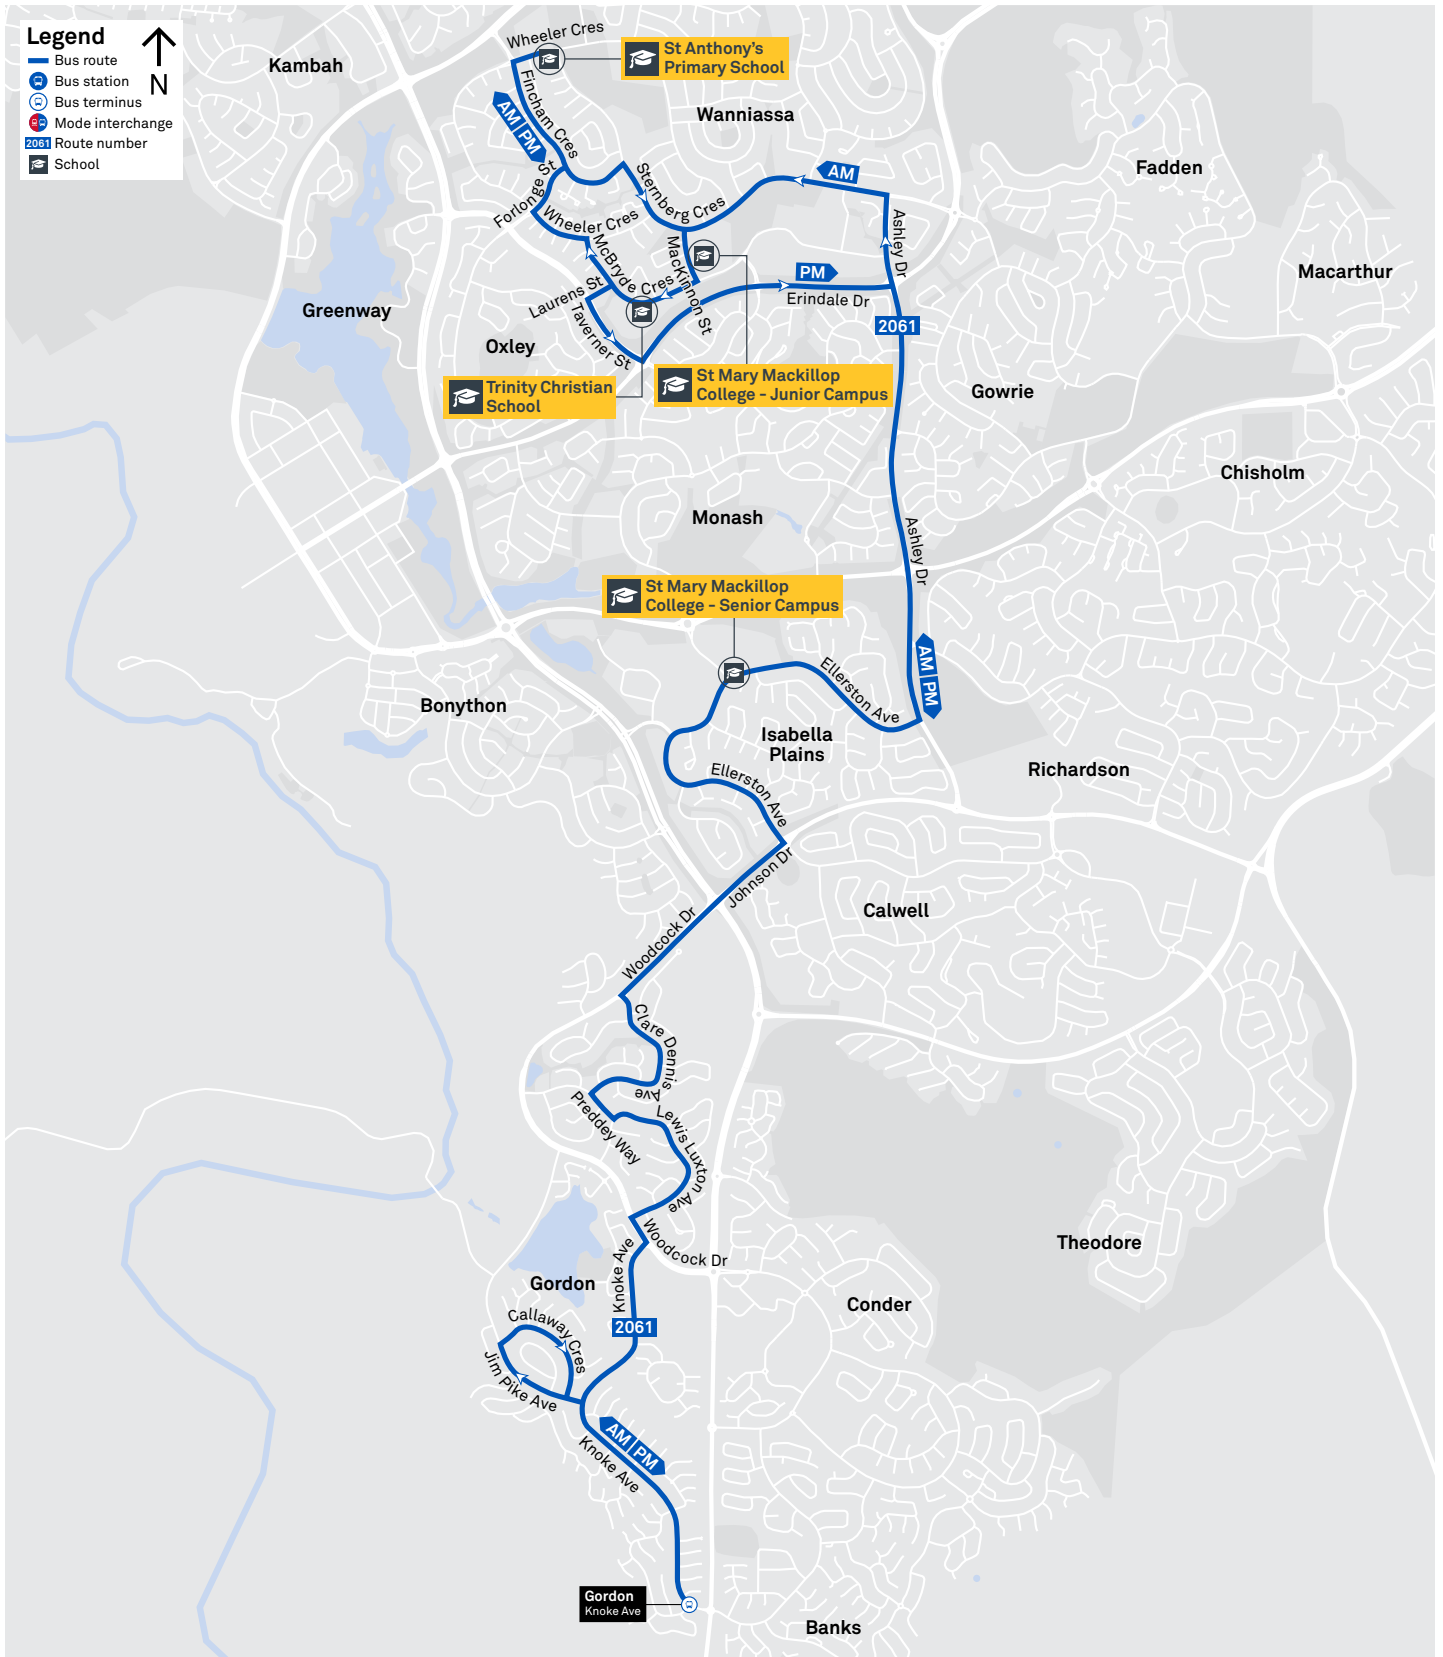 Legend
N
Bus route
Bus station
Bus terminus
Mode interchange
2061 Route number
School
Kambah
Wheeler Cres
St Anthony's
Primary School
Wanniassa
Fadden
Fincham Cres
AM | PM
Forlonge St
Sternberg Cres
AM
Wheeler Cres
Ashley Dr
MacKinnon St
McBryde Cres
PM
Macarthur
Laurens St
Erindale Dr
Greenway
Taverner St
2061
Oxley
Trinity Christian
School
St Mary Mackillop
College - Junior Campus
Gowrie
Chisholm
Monash
Ashley Dr
St Mary Mackillop
College - Senior Campus
AM | PM
Ellerston Ave
Bonython
Isabella
Plains
Richardson
Ellerston Ave
Johnson Dr
Calwell
Woodcock Dr
Clare Dennis Ave
Preddey Way
Lewis Luxton Ave
Woodcock Dr
Theodore
Knoke Ave
Gordon
Conder
Callaway Cres
2061
Jim Pike Ave
AM | PM
Knoke Ave
Gordon
Knoke Ave
Banks